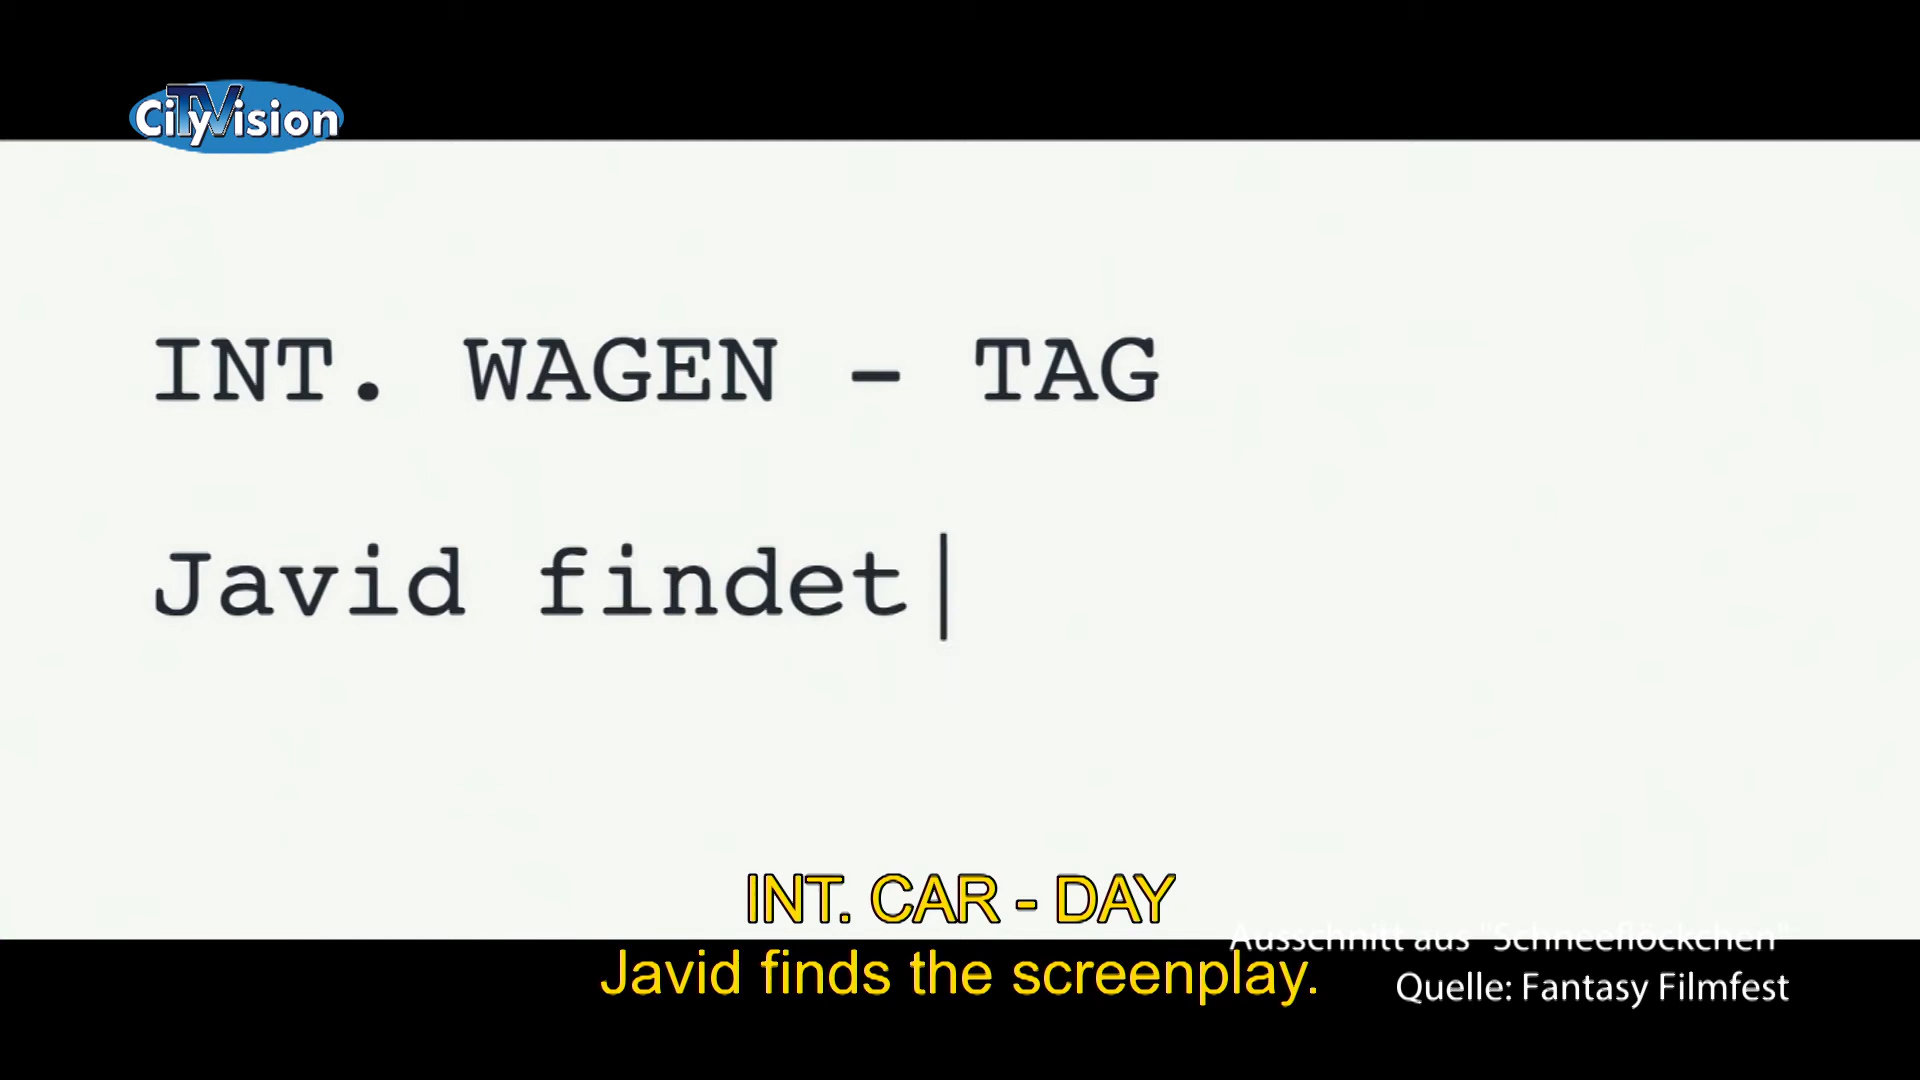 CityVision
TV
INT. WAGEN - TAG
Javid findet
INT. CAR - DAY
Javid finds the screenplay.
Ausschnitt aus "Schneeflöckchen"
Quelle: Fantasy Filmfest